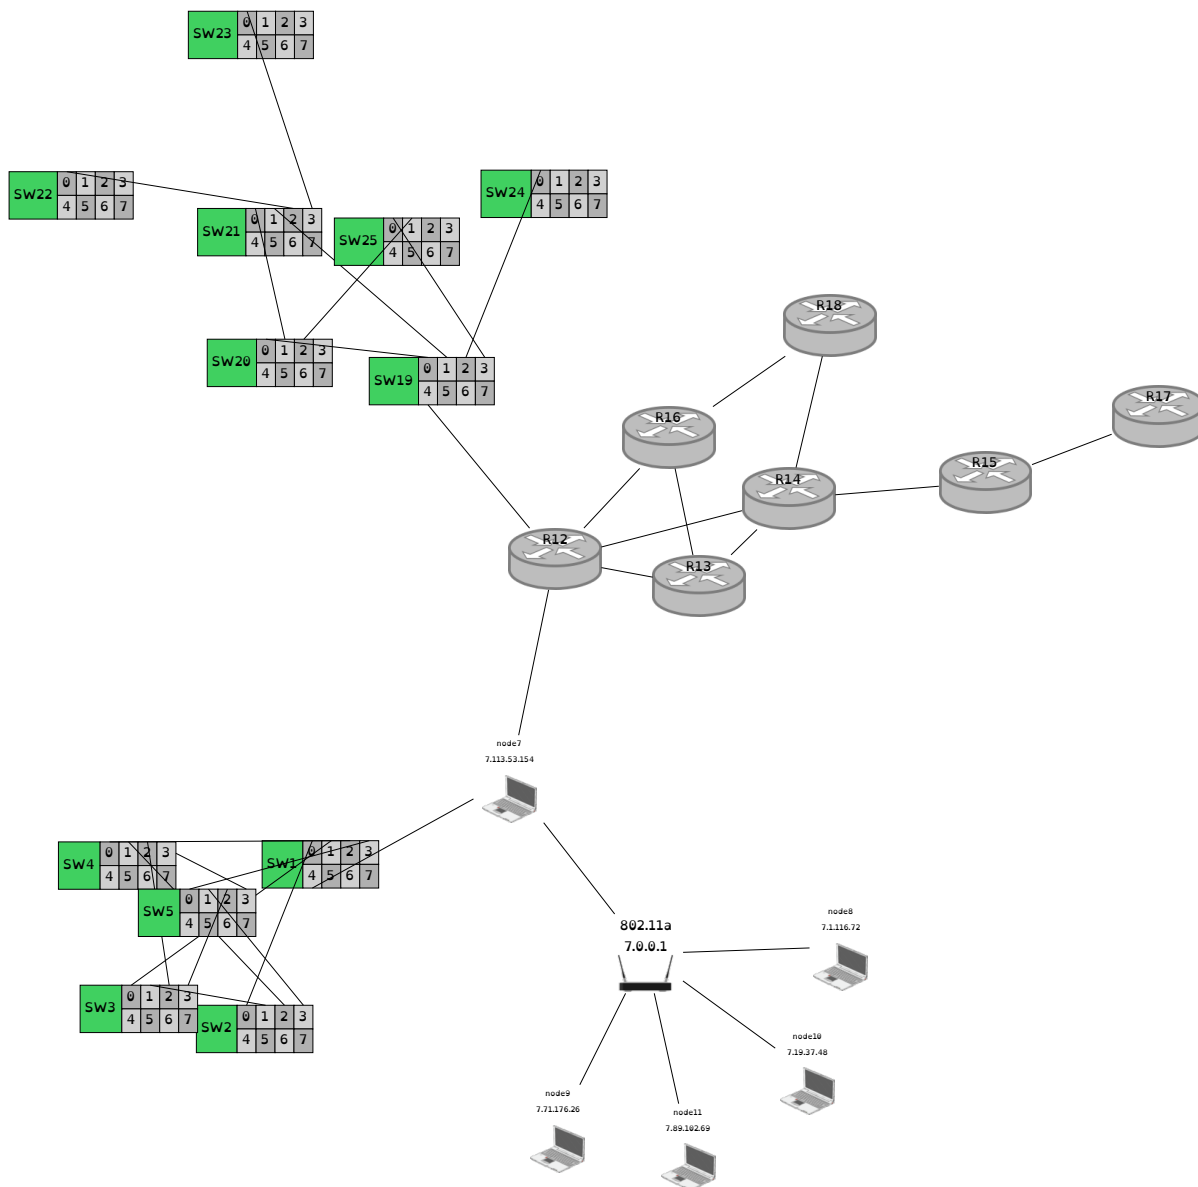 SW23 0 1 2 3
4 5 6 7
SW22 0 1 2 3
4 5 6 7
SW24 0 1 2 3
4 5 6 7
SW21 0 1 2 3
4 5 6 7
SW25 0 1 2 3
4 5 6 7
R18
SW20 0 1 2 3
4 5 6 7
SW19 0 1 2 3
4 5 6 7
R17
R16
R15
R14
R12
R13
node7
7.113.53.154
SW4 0 1 2 3
4 5 6 7
SW1 0 1 2 3
4 5 6 7
SW5 0 1 2 3
4 5 6 7
802.11a
7.0.0.1
node8
7.1.116.72
SW3 0 1 2 3
4 5 6 7
SW2 0 1 2 3
4 5 6 7
node10
7.19.37.48
node9
7.71.176.26
node11
7.89.102.69